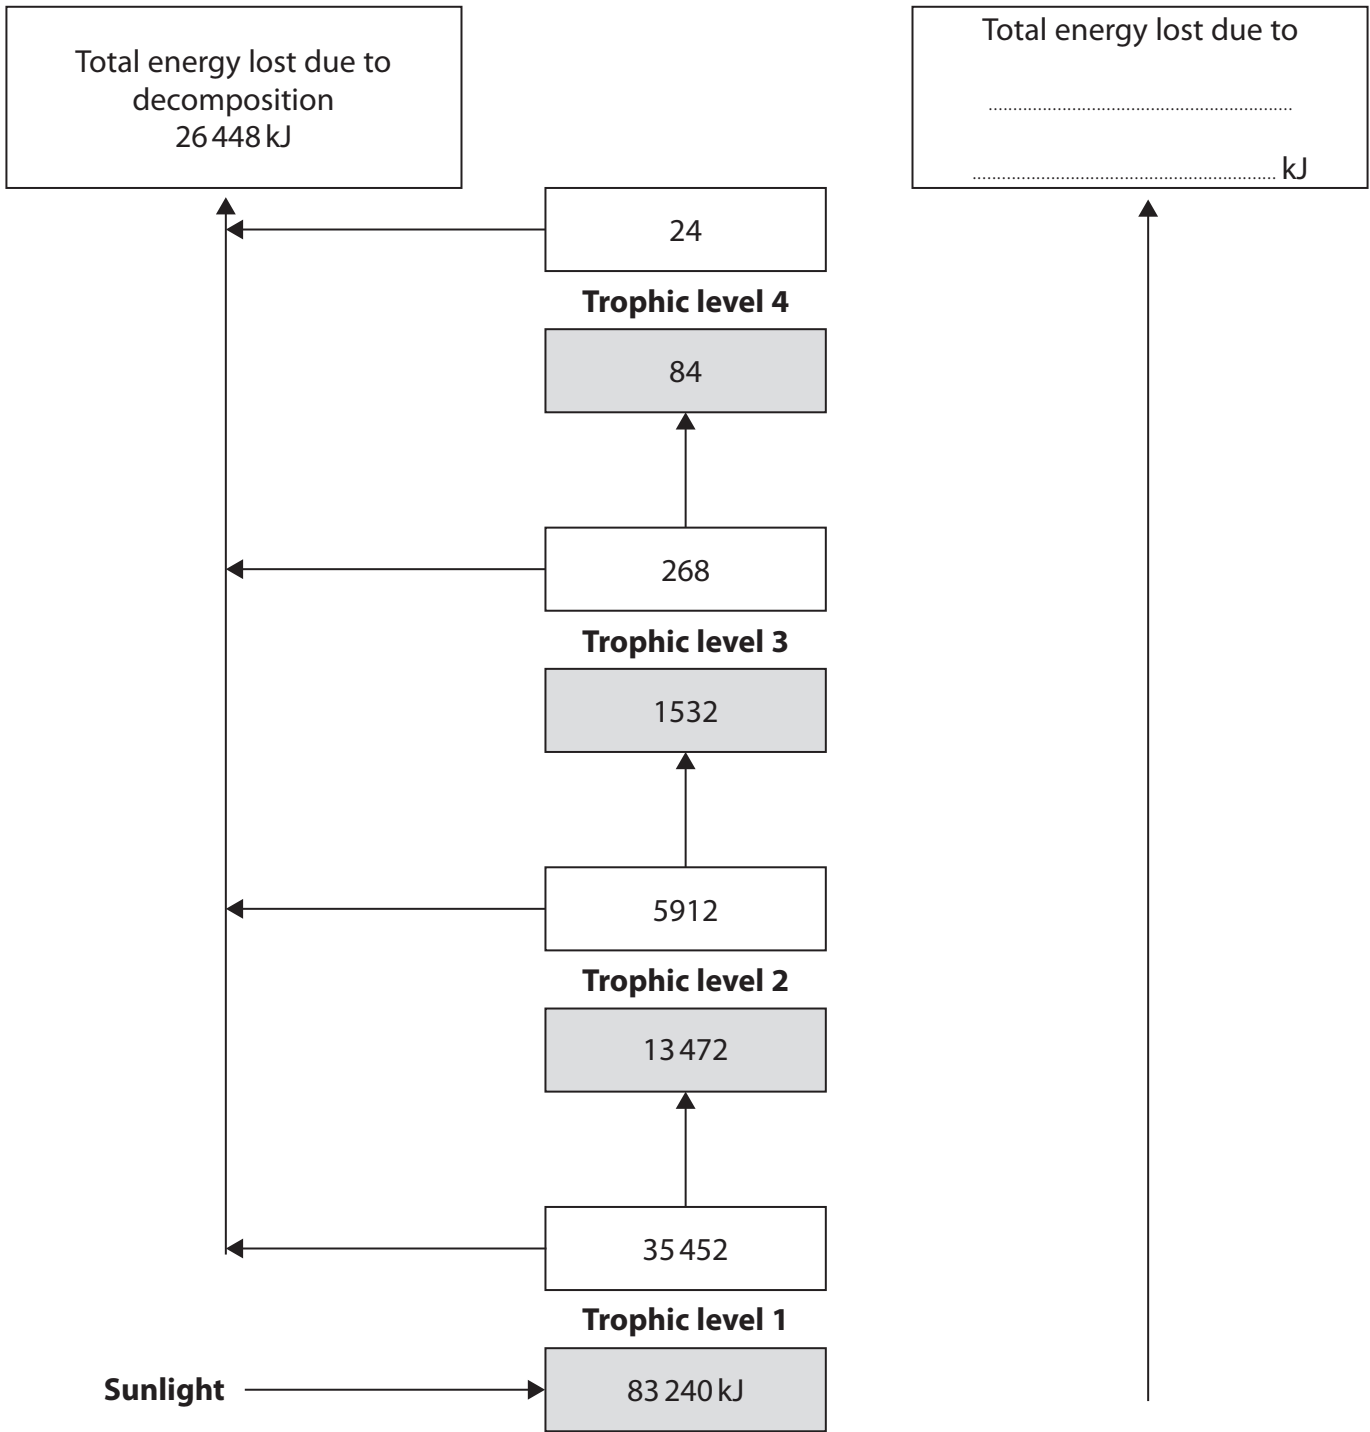 Total energy lost due to
decomposition
26 448 kJ
Total energy lost due to
........................................................
........................................................ kJ
24
Trophic level 4
84
268
Trophic level 3
1532
5912
Trophic level 2
13 472
35 452
Trophic level 1
Sunlight
83 240 kJ